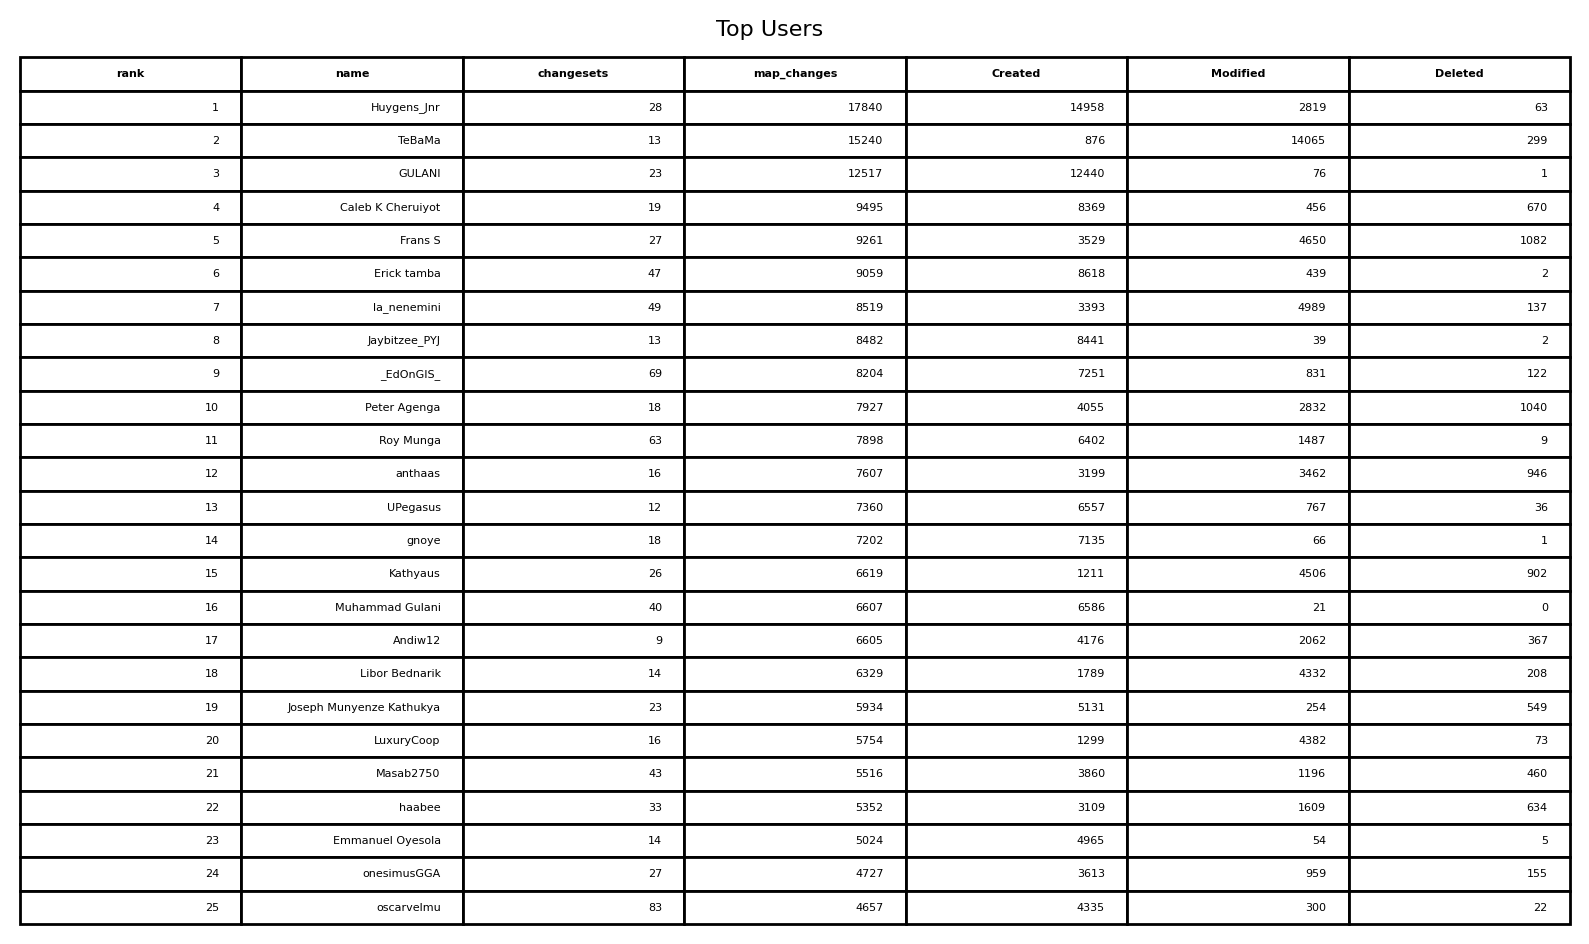 Top Users
rank name changesets map_changes Created Modified Deleted
1 Huygens_Jnr 28 17840 14958 2819 63
2 TeBaMa 13 15240 876 14065 299
3 GULANI 23 12517 12440 76 1
4 Caleb K Cheruiyot 19 9495 8369 456 670
5 Frans S 27 9261 3529 4650 1082
6 Erick tamba 47 9059 8618 439 2
7 la_nenemini 49 8519 3393 4989 137
8 Jaybitzee_PYJ 13 8482 8441 39 2
9 _EdOnGIS_ 69 8204 7251 831 122
10 Peter Agenga 18 7927 4055 2832 1040
11 Roy Munga 63 7898 6402 1487 9
12 anthaas 16 7607 3199 3462 946
13 UPegasus 12 7360 6557 767 36
14 gnoye 18 7202 7135 66 1
15 Kathyaus 26 6619 1211 4506 902
16 Muhammad Gulani 40 6607 6586 21 0
17 Andiw12 9 6605 4176 2062 367
18 Libor Bednarik 14 6329 1789 4332 208
19 Joseph Munyenze Kathukya 23 5934 5131 254 549
20 LuxuryCoop 16 5754 1299 4382 73
21 Masab2750 43 5516 3860 1196 460
22 haabee 33 5352 3109 1609 634
23 Emmanuel Oyesola 14 5024 4965 54 5
24 onesimusGGA 27 4727 3613 959 155
25 oscarvelmu 83 4657 4335 300 22